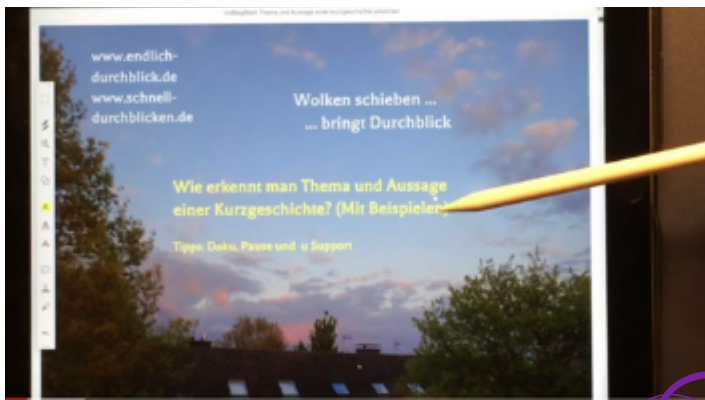 www.endlich-
durchblick.de
www.schnell-
durchblicken.de
Wolken schieben ...
.... bringt Durchblick
Wie erkennt man Thema und Aussage
einer Kurzgeschichte? (Mit Beispielen)
Tipps: Doku, Pause und u Support